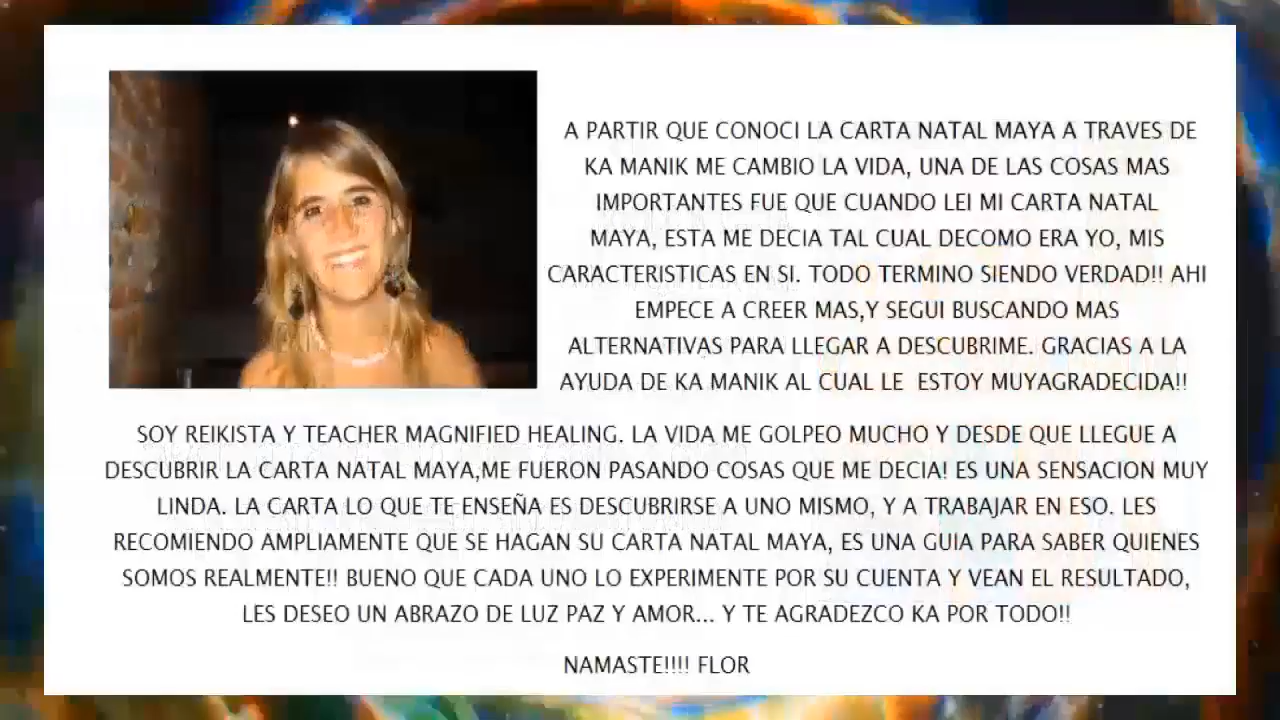 A PARTIR QUE CONOCI LA CARTA NATAL MAYA A TRAVES DE
KA MANIK ME CAMBIO LA VIDA, UNA DE LAS COSAS MAS
IMPORTANTES FUE QUE CUANDO LEI MI CARTA NATAL
MAYA, ESTA ME DECIA TAL CUAL DECOMO ERA YO, MIS
CARACTERISTICAS EN SI. TODO TERMINO SIENDO VERDAD!! AHI
EMPECE A CREER MAS,Y SEGUI BUSCANDO MAS
ALTERNATIVAS PARA LLEGAR A DESCUBRIME. GRACIAS A LA
AYUDA DE KA MANIK AL CUAL LE ESTOY MUYAGRADECIDA!!
SOY REIKISTA Y TEACHER MAGNIFIED HEALING. LA VIDA ME GOLPEO MUCHO Y DESDE QUE LLEGUE A
DESCUBRIR LA CARTA NATAL MAYA,ME FUERON PASANDO COSAS QUE ME DECIA! ES UNA SENSACION MUY
LINDA. LA CARTA LO QUE TE ENSEÑA ES DESCUBRIRSE A UNO MISMO, Y A TRABAJAR EN ESO. LES
RECOMIENDO AMPLIAMENTE QUE SE HAGAN SU CARTA NATAL MAYA, ES UNA GUIA PARA SABER QUIENES
SOMOS REALMENTE!! BUENO QUE CADA UNO LO EXPERIMENTE POR SU CUENTA Y VEAN EL RESULTADO,
LES DESEO UN ABRAZO DE LUZ PAZ Y AMOR... Y TE AGRADEZCO KA POR TODO!!
NAMASTE!!!! FLOR